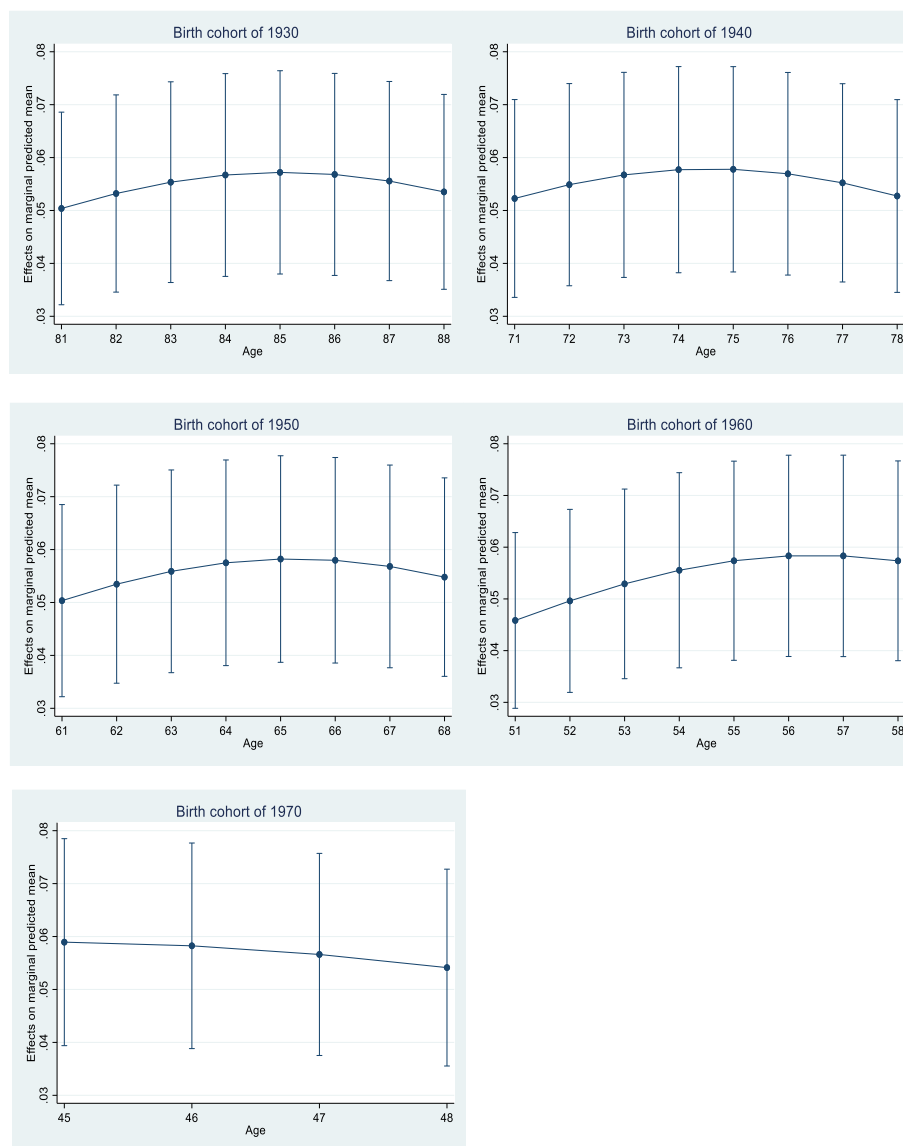 Birth cohort of 1930
Effects on marginal predicted mean
.08
.07
.06
.05
.04
.03
81 82 83 84 85 86 87 88
Age
Birth cohort of 1940
Effects on marginal predicted mean
.08
.07
.06
.05
.04
.03
71 72 73 74 75 76 77 78
Age
Birth cohort of 1950
Effects on marginal predicted mean
.08
.07
.06
.05
.04
.03
61 62 63 64 65 66 67 68
Age
Birth cohort of 1960
Effects on marginal predicted mean
.08
.07
.06
.05
.04
.03
51 52 53 54 55 56 57 58
Age
Birth cohort of 1970
Effects on marginal predicted mean
.08
.07
.06
.05
.04
.03
45 46 47 48
Age